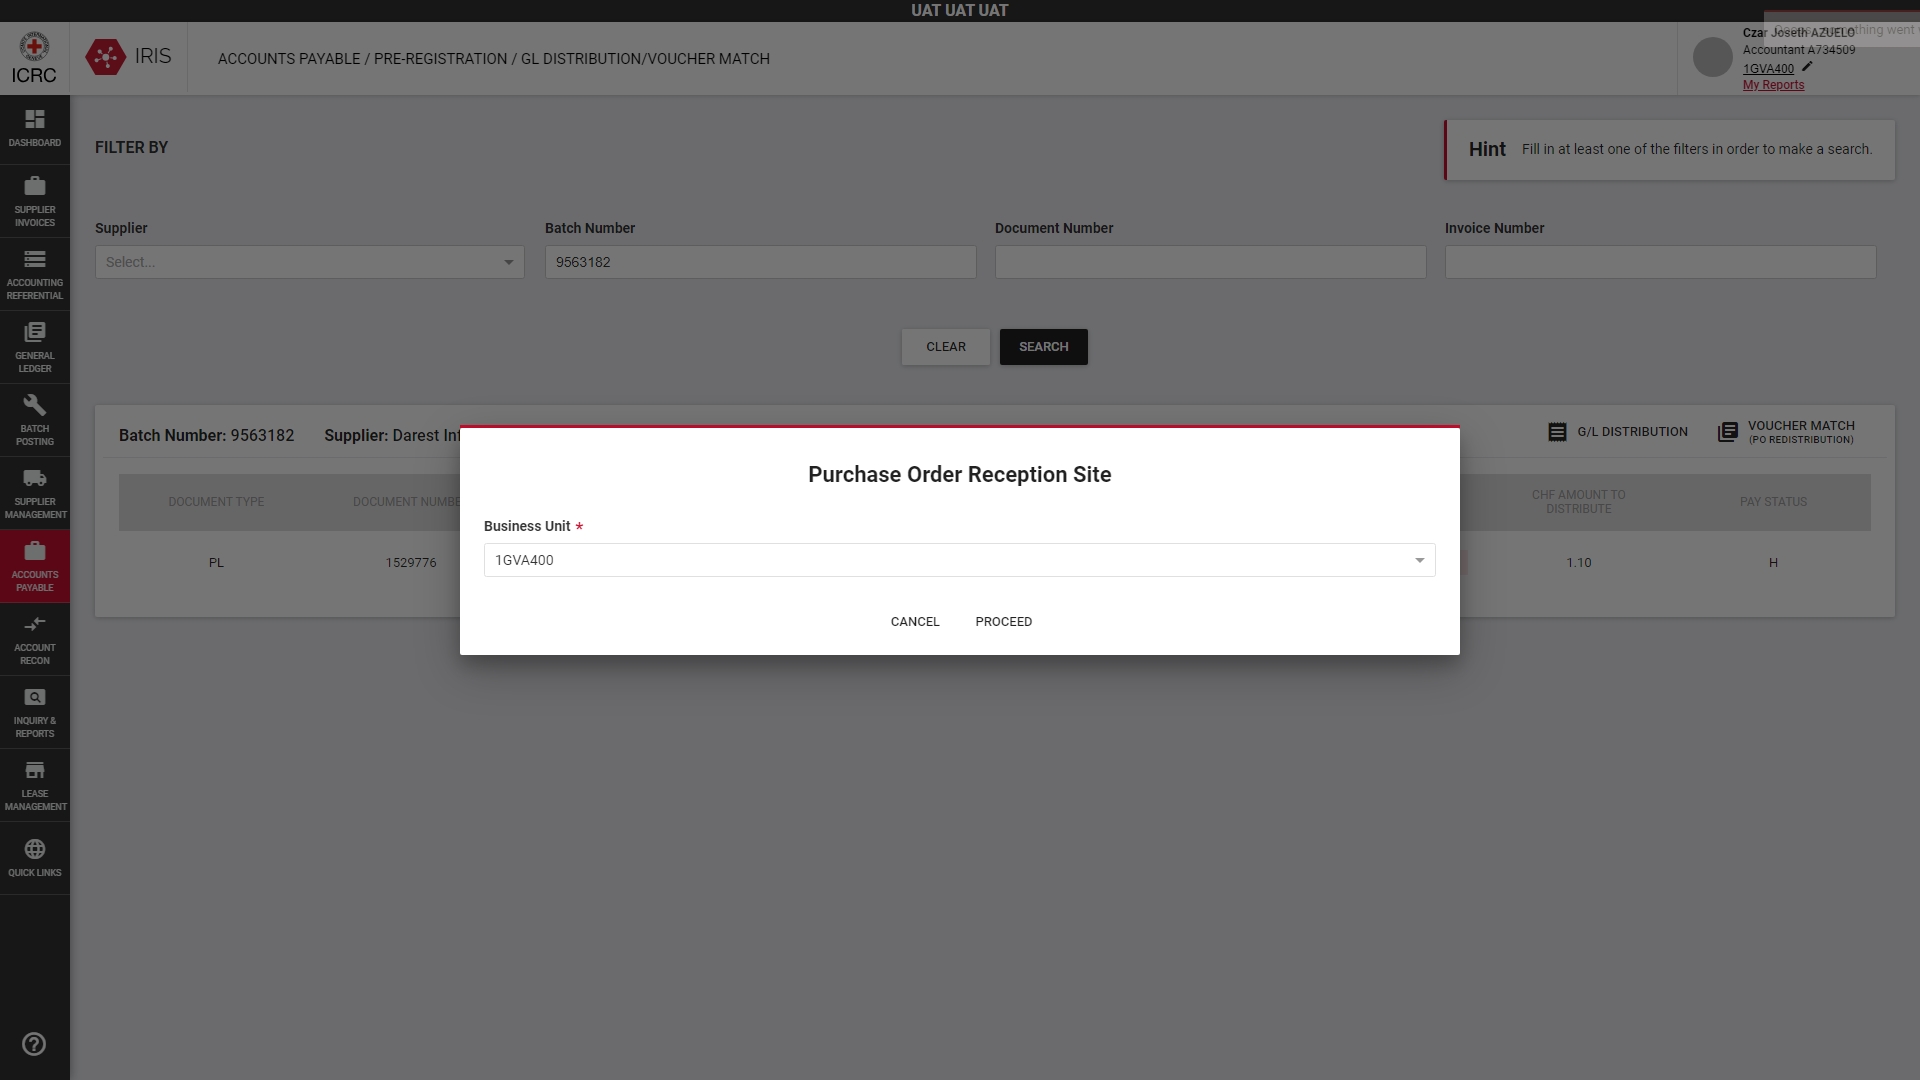 UAT UAT UAT
ICRC
IRIS
ACCOUNTS PAYABLE / PRE-REGISTRATION / GL DISTRIBUTION/VOUCHER MATCH
Czar Joseth AZUELO
Accountant A734509
1GVA400
My Reports
DASHBOARD
SUPPLIER
INVOICES
ACCOUNTING
REFERENTIAL
GENERAL
LEDGER
BATCH
POSTING
SUPPLIER
MANAGEMENT
ACCOUNTS
PAYABLE
ACCOUNT
RECON
INQUIRY &
REPORTS
LEASE
MANAGEMENT
QUICK LINKS
FILTER BY
Hint Fill in at least one of the filters in order to make a search.
Supplier Batch Number Document Number Invoice Number
Select... 9563182
CLEAR SEARCH
Batch Number: 9563182 Supplier: Darest
G/L DISTRIBUTION
VOUCHER MATCH
(PO REDISTRIBUTION)
DOCUMENT TYPE DOCUMENT NUMBE CHF AMOUNT TO
DISTRIBUTE PAY STATUS
PL 1529776 1.10 H
Purchase Order Reception Site
Business Unit *
1GVA400
CANCEL PROCEED